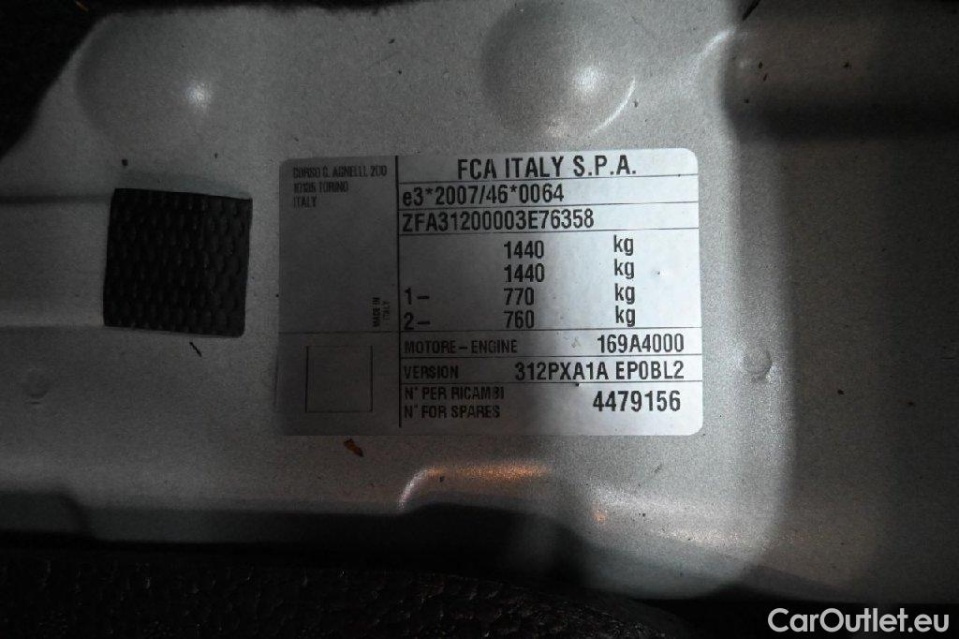 FCA ITALY S.P.A.
CORSO G. AGNELLI, 200
10135 TORINO
ITALY
e3*2007/46*0064
ZFA31200003E76358
1440 kg
1440 kg
1- 770 kg
2- 760 kg
MADE IN
ITALY
MOTORE - ENGINE 169A4000
VERSION 312PXA1A EP0BL2
N° PER RICAMBI
N° FOR SPARES
4479156
CarOutlet.eu